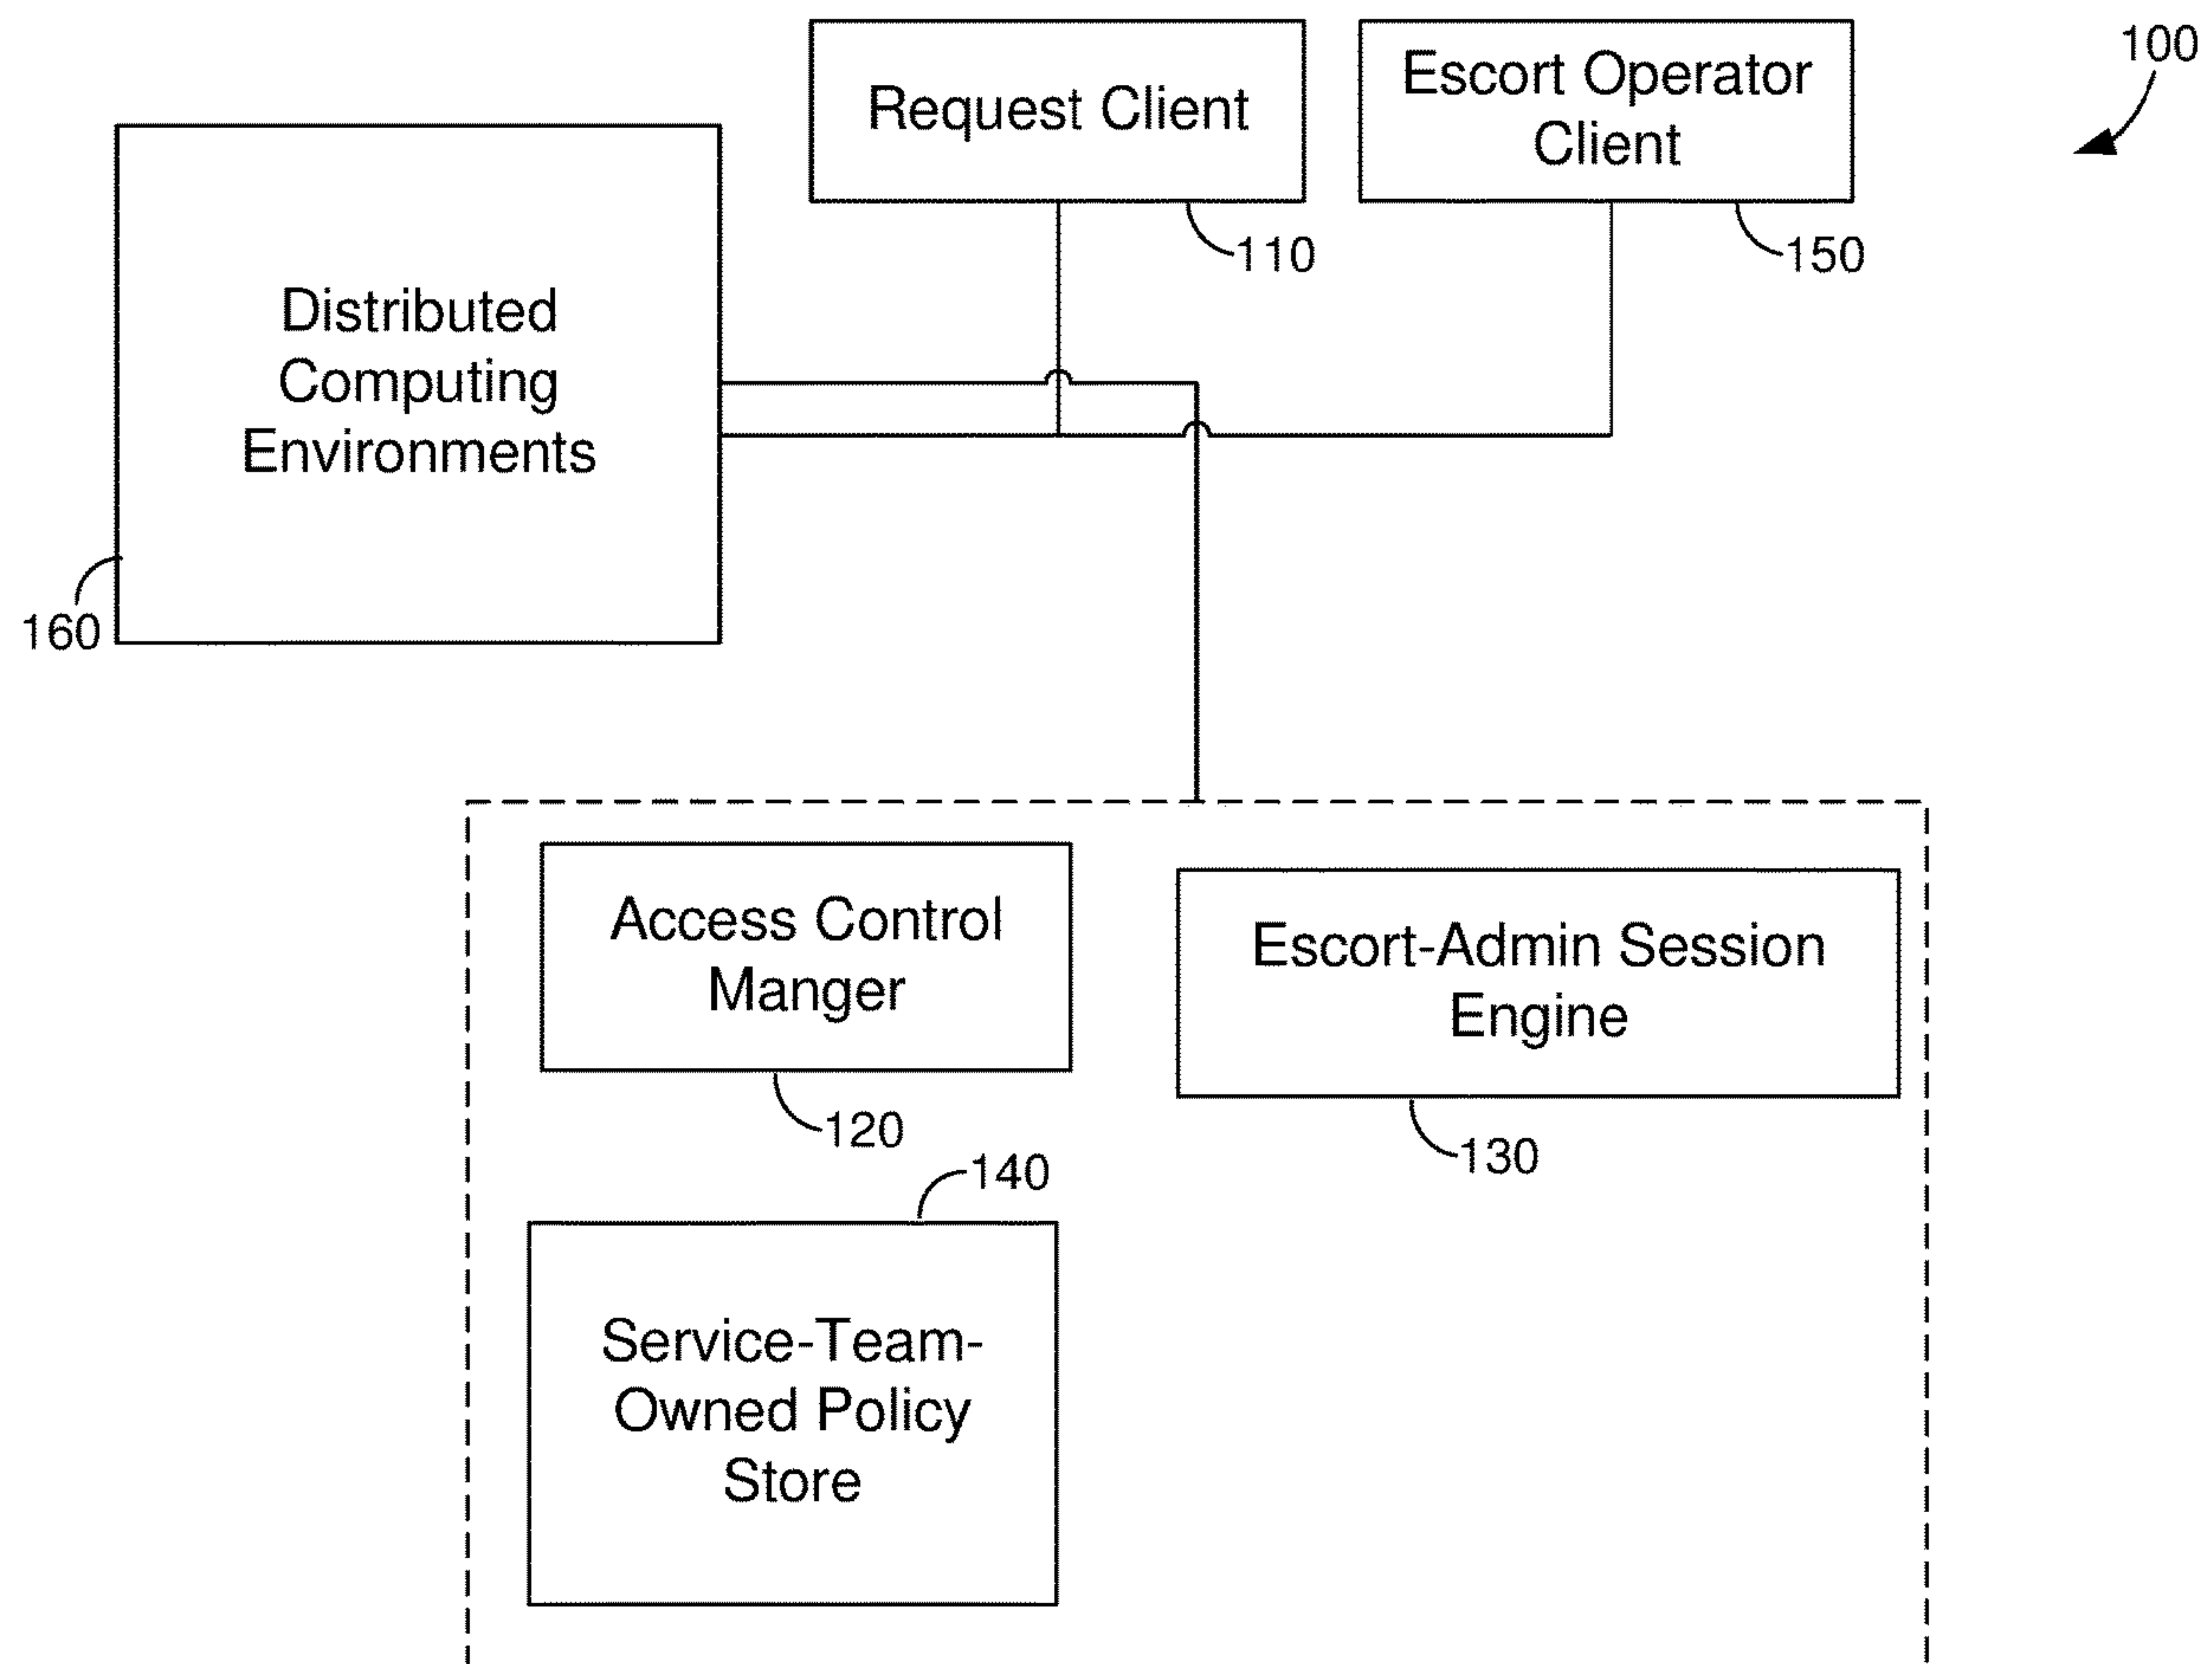 100
Request Client
110
Escort Operator
Client
150
Distributed
Computing
Environments
160
Access Control
Manger
120
Escort-Admin Session
Engine
130
140
Service-Team-
Owned Policy
Store